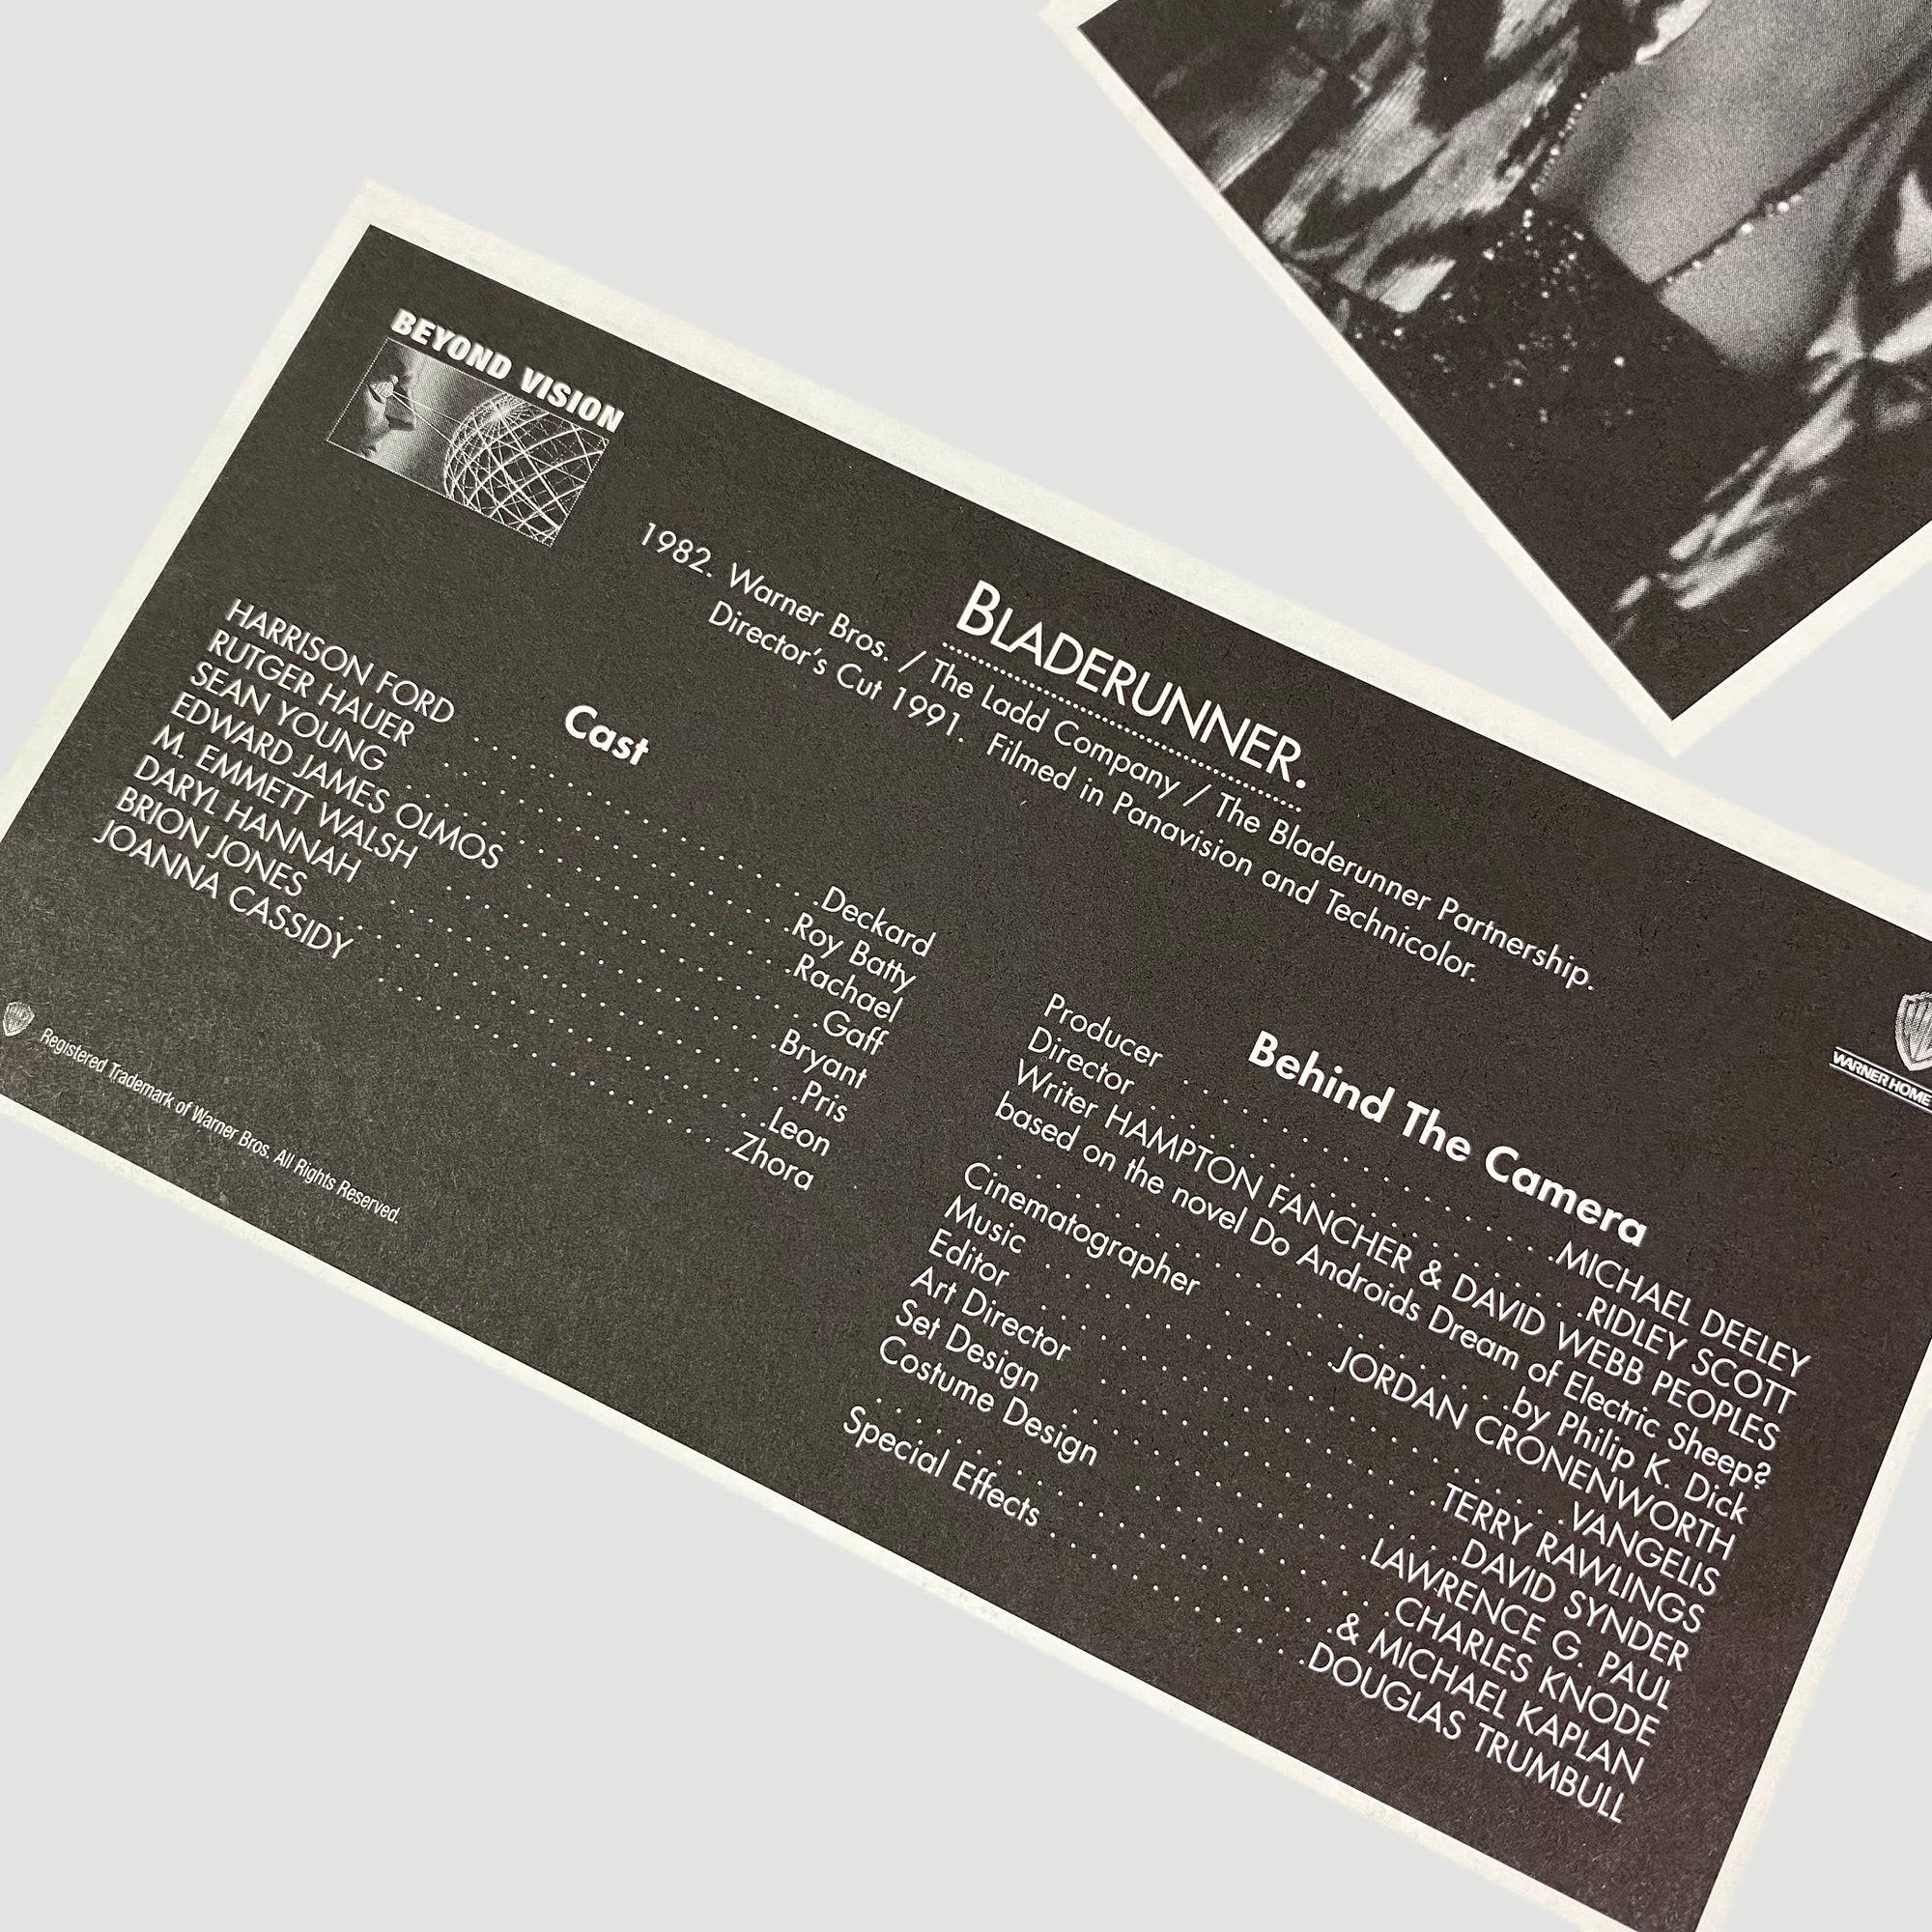 BEYOND VISION
BLADERUNNER.
1982. Warner Bros. / The Ladd Company / The Bladerunner Partnership.
Director's Cut 1991. Filmed in Panavision and Technicolor.
Cast
HARRISON FORD . . . . . . . . . . . . . . . . . .Deckard
RUTGER HAUER . . . . . . . . . . . . . . . . . .Roy Batty
SEAN YOUNG . . . . . . . . . . . . . . . . . . . .Rachael
EDWARD JAMES OLMOS . . . . . . . . . . . . . . .Gaff
M. EMMETT WALSH . . . . . . . . . . . . . . . . .Bryant
DARYL HANNAH . . . . . . . . . . . . . . . . . . . .Pris
BRION JONES . . . . . . . . . . . . . . . . . . . . .Leon
JOANNA CASSIDY . . . . . . . . . . . . . . . . . .Zhora
Registered Trademark of Warner Bros. All Rights Reserved.
WARNER HOME
Behind The Camera
Producer . . . . . . . . . . . . . . . . . . .MICHAEL DEELEY
Director . . . . . . . . . . . . . . . . . . . . .RIDLEY SCOTT
Writer HAMPTON FANCHER & DAVID WEBB PEOPLES
based on the novel Do Androids Dream of Electric Sheep?
. . . . . . . . . . . . . . . . . . . . . . . . .by Philip K. Dick
Cinematographer . . . . . . .JORDAN CRONENWORTH
Music . . . . . . . . . . . . . . . . . . . . . . . . .VANGELIS
Editor . . . . . . . . . . . . . . . . . . .TERRY RAWLINGS
Art Director . . . . . . . . . . . . . . . . . .DAVID SYNDER
Set Design . . . . . . . . . . . . . . .LAWRENCE G. PAUL
Costume Design . . . . . . . . . . . . .CHARLES KNODE
. . . . . . . . . . . . . . . . . . . . .& MICHAEL KAPLAN
Special Effects . . . . . . . . . . . .DOUGLAS TRUMBULL